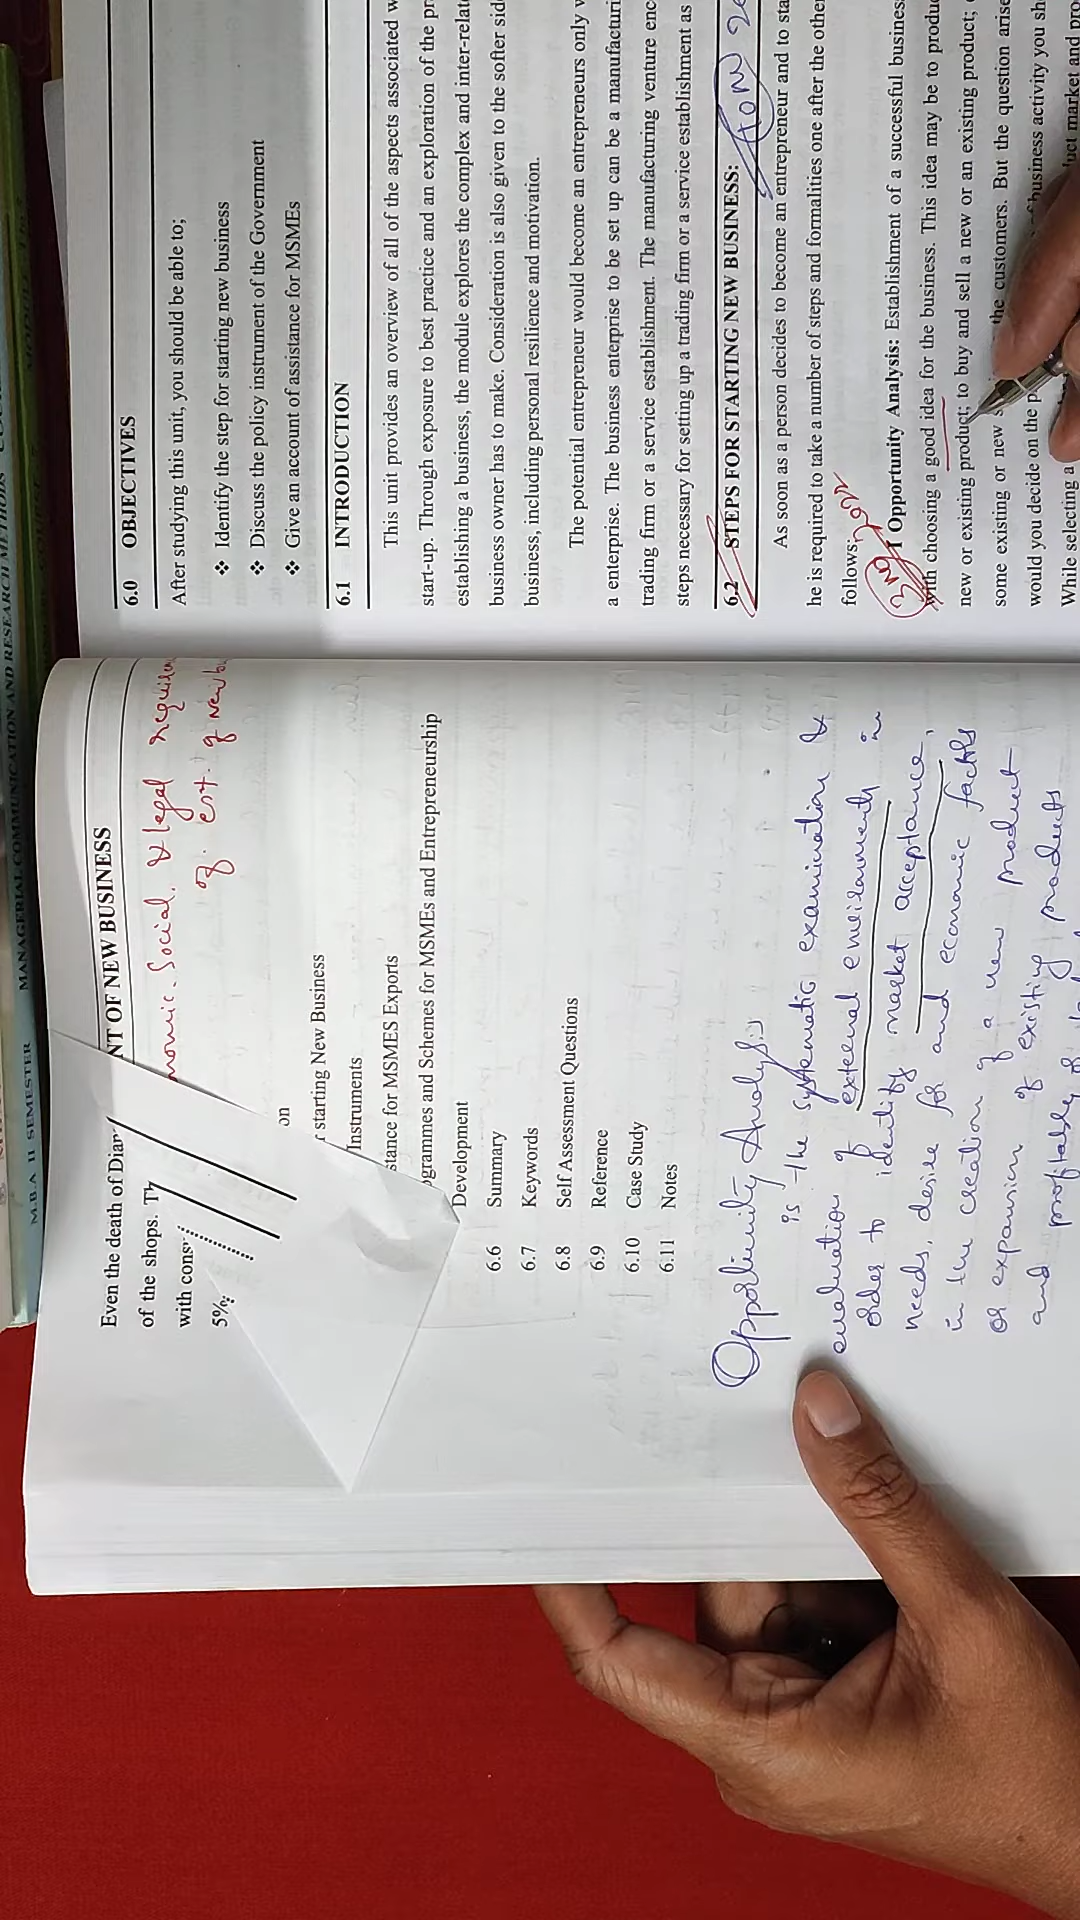 M.B.A II SEMESTER MANAGERIAL COMMUNICATION AND RESEARCH METHODS
Even the death of
of the shops.
with
5%
NT OF NEW BUSINESS
Social. & legal
of. est. of
on
starting New Business
Instruments
stance for MSMES Exports
ogrammes and Schemes for MSMEs and Entrepreneurship
Development
6.6 Summary
6.7 Keywords
6.8 Self Assessment Questions
6.9 Reference
6.10 Case Study
6.11 Notes
Opportunity Analysis
is the systematic examination &
evaluation of external environments in
order to identity market acceptance,
needs, desire for and economic factors
in the creation of a new product
or expansion of existing products
and profitably
6.0 OBJECTIVES
After studying this unit, you should be able to;
❖ Identify the step for starting new business
❖ Discuss the policy instrument of the Government
❖ Give an account of assistance for MSMEs
6.1 INTRODUCTION
This unit provides an overview of all of the aspects associated w
start-up. Through exposure to best practice and an exploration of the pr
establishing a business, the module explores the complex and inter-relate
business owner has to make. Consideration is also given to the softer side
business, including personal resilience and motivation.
The potential entrepreneur would become an entrepreneurs only w
a enterprise. The business enterprise to be set up can be a manufacturi
trading firm or a service establishment. The manufacturing venture enc
steps necessary for setting up a trading firm or a service establishment as
6.2 STEPS FOR STARTING NEW BUSINESS:
As soon as a person decides to become an entrepreneur and to sta
he is required to take a number of steps and formalities one after the other
follows:
Opportunity Analysis: Establishment of a successful business
with choosing a good idea for the business. This idea may be to produc
new or existing product; to buy and sell a new or an existing product;
some existing or new the customers. But the question arise
would you decide on the business activity you sh
While selecting a market and pro